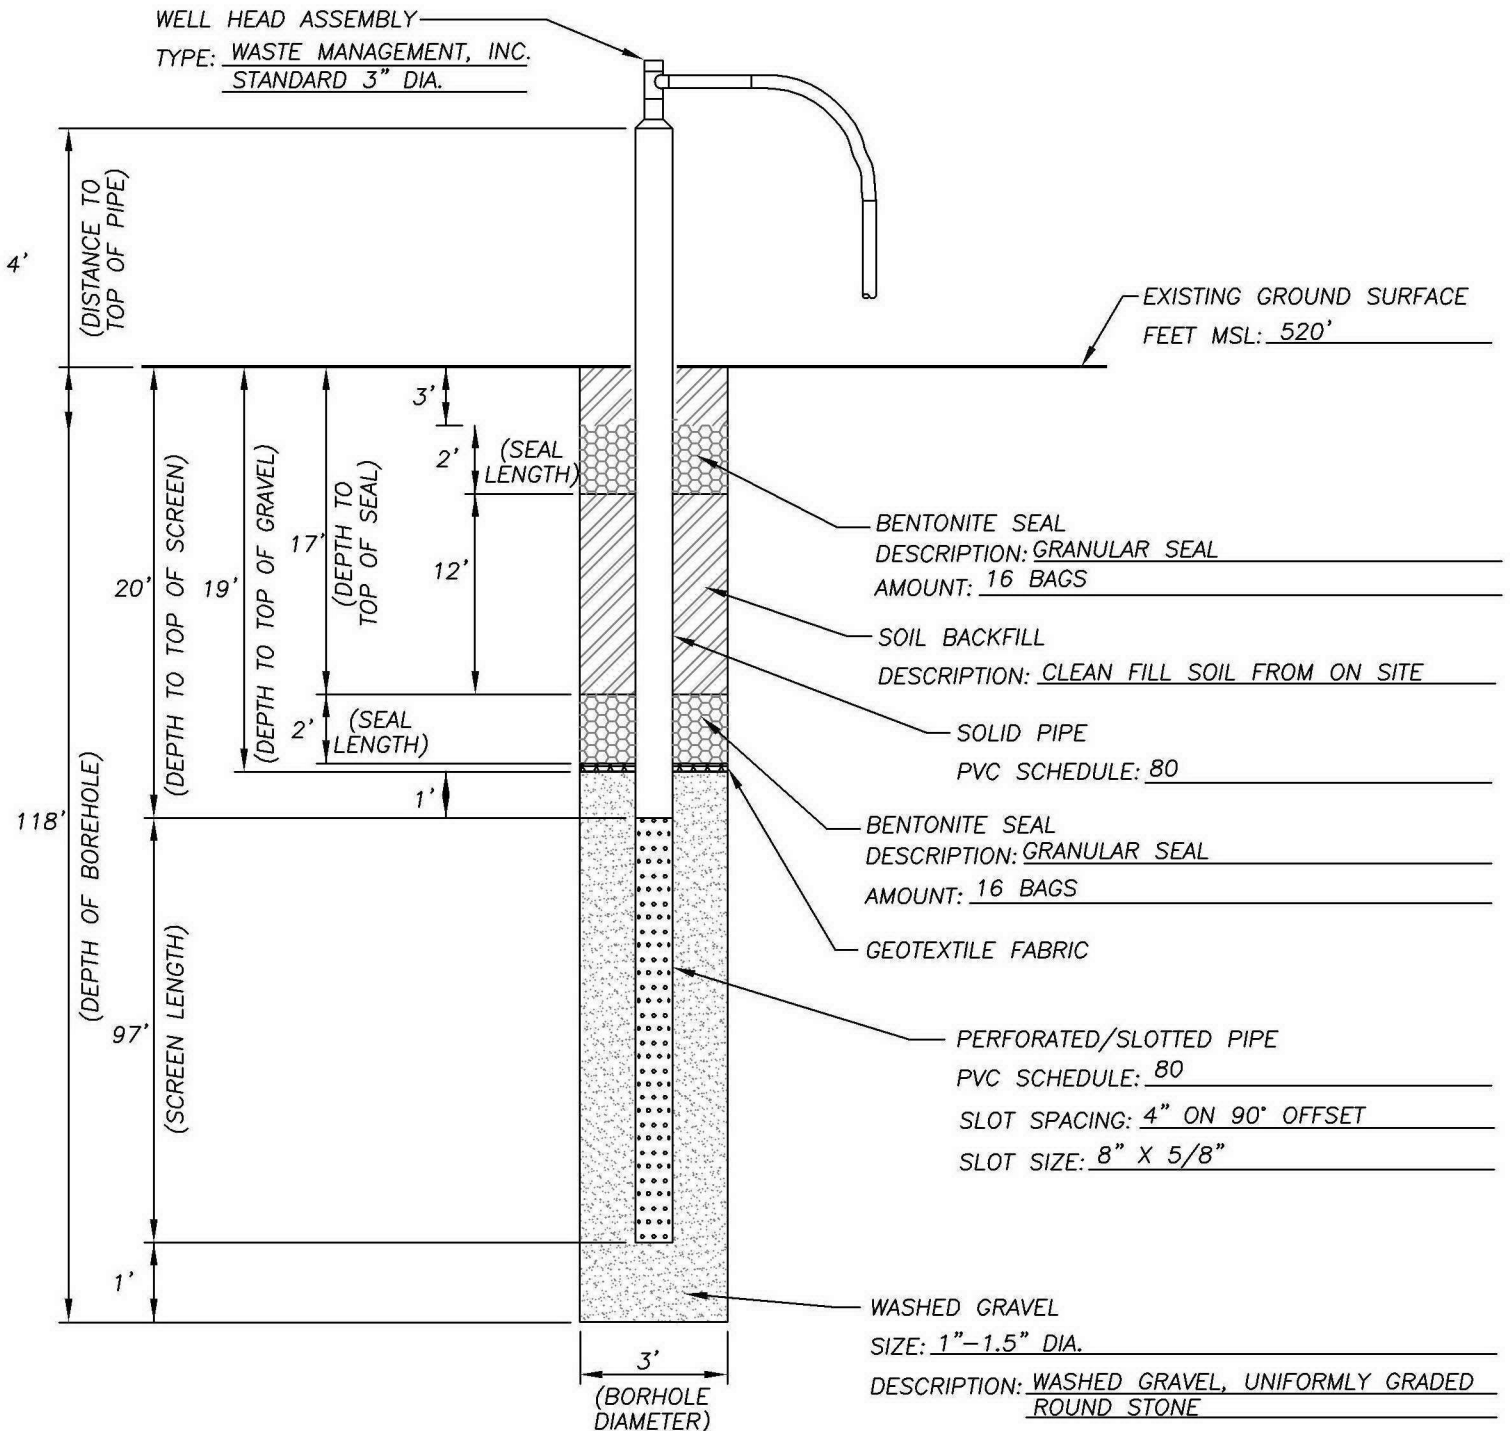 WELL HEAD ASSEMBLY
TYPE: WASTE MANAGEMENT, INC.
STANDARD 3" DIA.
4'
(DISTANCE TO
TOP OF PIPE)
EXISTING GROUND SURFACE
FEET MSL: 520'
3'
2'
(SEAL
LENGTH)
12'
17'
(DEPTH TO
TOP OF SEAL)
19'
(DEPTH TO TOP OF GRAVEL)
20'
(DEPTH TO TOP OF SCREEN)
2'
(SEAL
LENGTH)
1'
118'
(DEPTH OF BOREHOLE)
97'
(SCREEN LENGTH)
1'
BENTONITE SEAL
DESCRIPTION: GRANULAR SEAL
AMOUNT: 16 BAGS
SOIL BACKFILL
DESCRIPTION: CLEAN FILL SOIL FROM ON SITE
SOLID PIPE
PVC SCHEDULE: 80
BENTONITE SEAL
DESCRIPTION: GRANULAR SEAL
AMOUNT: 16 BAGS
GEOTEXTILE FABRIC
PERFORATED/SLOTTED PIPE
PVC SCHEDULE: 80
SLOT SPACING: 4" ON 90° OFFSET
SLOT SIZE: 8" X 5/8"
WASHED GRAVEL
SIZE: 1"-1.5" DIA.
DESCRIPTION: WASHED GRAVEL, UNIFORMLY GRADED
ROUND STONE
3'
(BORHOLE
DIAMETER)